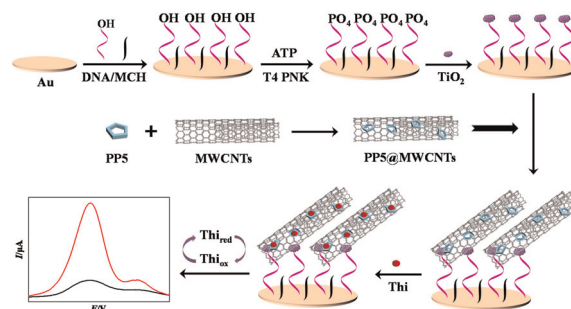 OH
DNA/MCH
Au
OH OH OH OH
ATP
T4 PNK
PO4 PO4 PO4 PO4
TiO2
PP5 + MWCNTs
PP5@MWCNTs
I/μA
E/V
Thired
Thiox
Thi